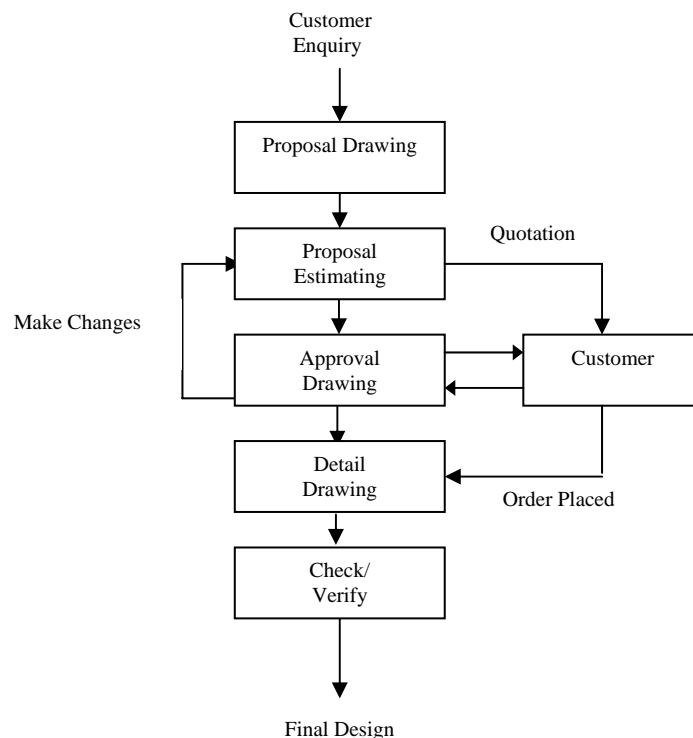 Customer
Enquiry
Proposal Drawing
Proposal
Estimating
Quotation
Make Changes
Approval
Drawing
Customer
Detail
Drawing
Order Placed
Check/
Verify
Final Design